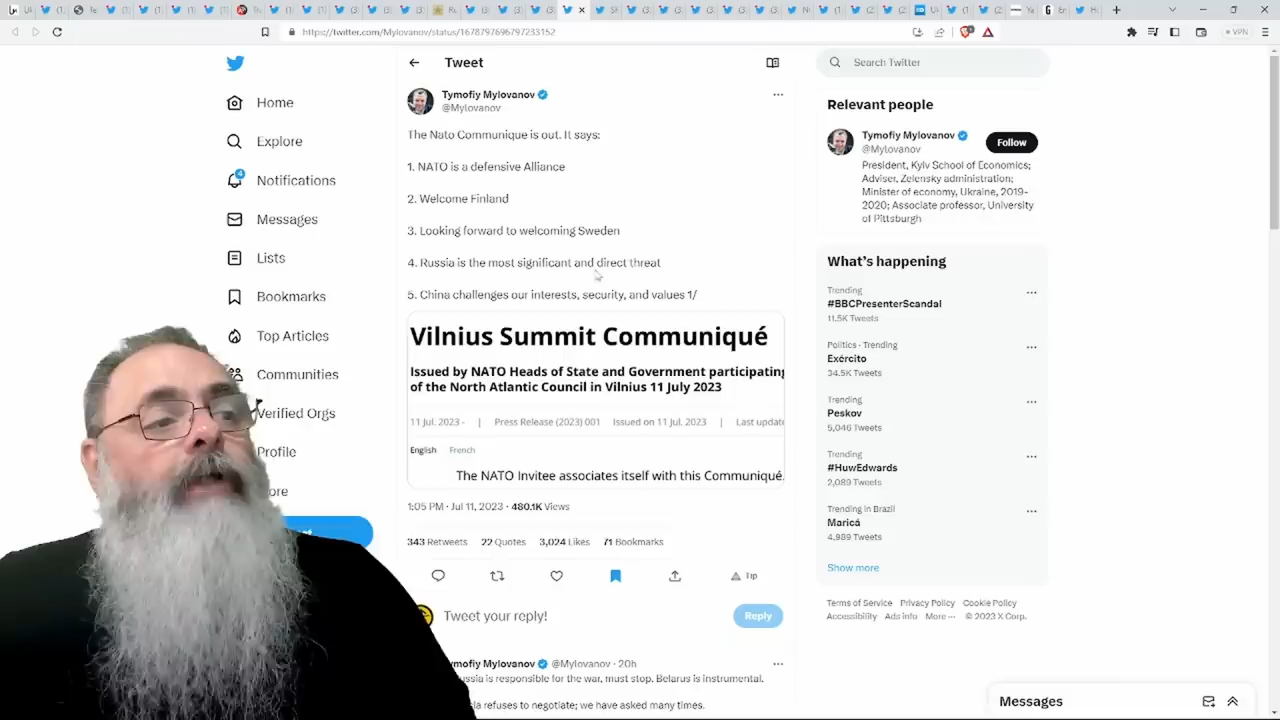 https://twitter.com/Mylovanov/status/1678797696797233152
VPN
Home
Explore
4
Notifications
Messages
Lists
Bookmarks
Top Articles
Communities
Verified Orgs
Profile
ore
Tweet
Tymofiy Mylovanov
@Mylovanov
The Nato Communique is out. It says:
1. NATO is a defensive Alliance
2. Welcome Finland
3. Looking forward to welcoming Sweden
4. Russia is the most significant and direct threat
5. China challenges our interests, security, and values 1/
Vilnius Summit Communiqué
Issued by NATO Heads of State and Government participating
of the North Atlantic Council in Vilnius 11 July 2023
11 Jul. 2023 - | Press Release (2023) 001 Issued on 11 Jul. 2023 | Last update
English French
The NATO Invitee associates itself with this Communiqué.
1:05 PM · Jul 11, 2023 · 480.1K Views
343 Retweets 22 Quotes 3,024 Likes 71 Bookmarks
Tip
Tweet your reply!
Reply
ymofiy Mylovanov @Mylovanov · 20h
ussia is responsible for the war, must stop. Belarus is instrumental.
ia refuses to negotiate; we have asked many times.
Search Twitter
Relevant people
Tymofiy Mylovanov
@Mylovanov
Follow
President, Kyiv School of Economics;
Adviser, Zelensky administration;
Minister of economy, Ukraine, 2019-
2020; Associate professor, University
of Pittsburgh
What's happening
Trending
#BBCPresenterScandal
11.5K Tweets
Politics · Trending
Exército
34.5K Tweets
Trending
Peskov
5,046 Tweets
Trending
#HuwEdwards
2,089 Tweets
Trending in Brazil
Maricá
4,989 Tweets
Show more
Terms of Service Privacy Policy Cookie Policy
Accessibility Ads info More ··· © 2023 X Corp.
Messages